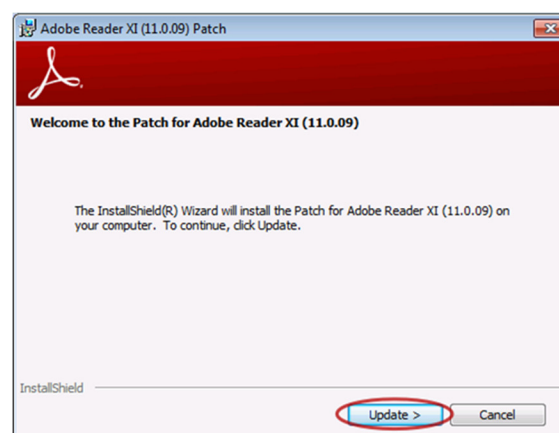 Adobe Reader XI (11.0.09) Patch
Welcome to the Patch for Adobe Reader XI (11.0.09)
The InstallShield(R) Wizard will install the Patch for Adobe Reader XI (11.0.09) on
your computer. To continue, click Update.
InstallShield
Update > Cancel